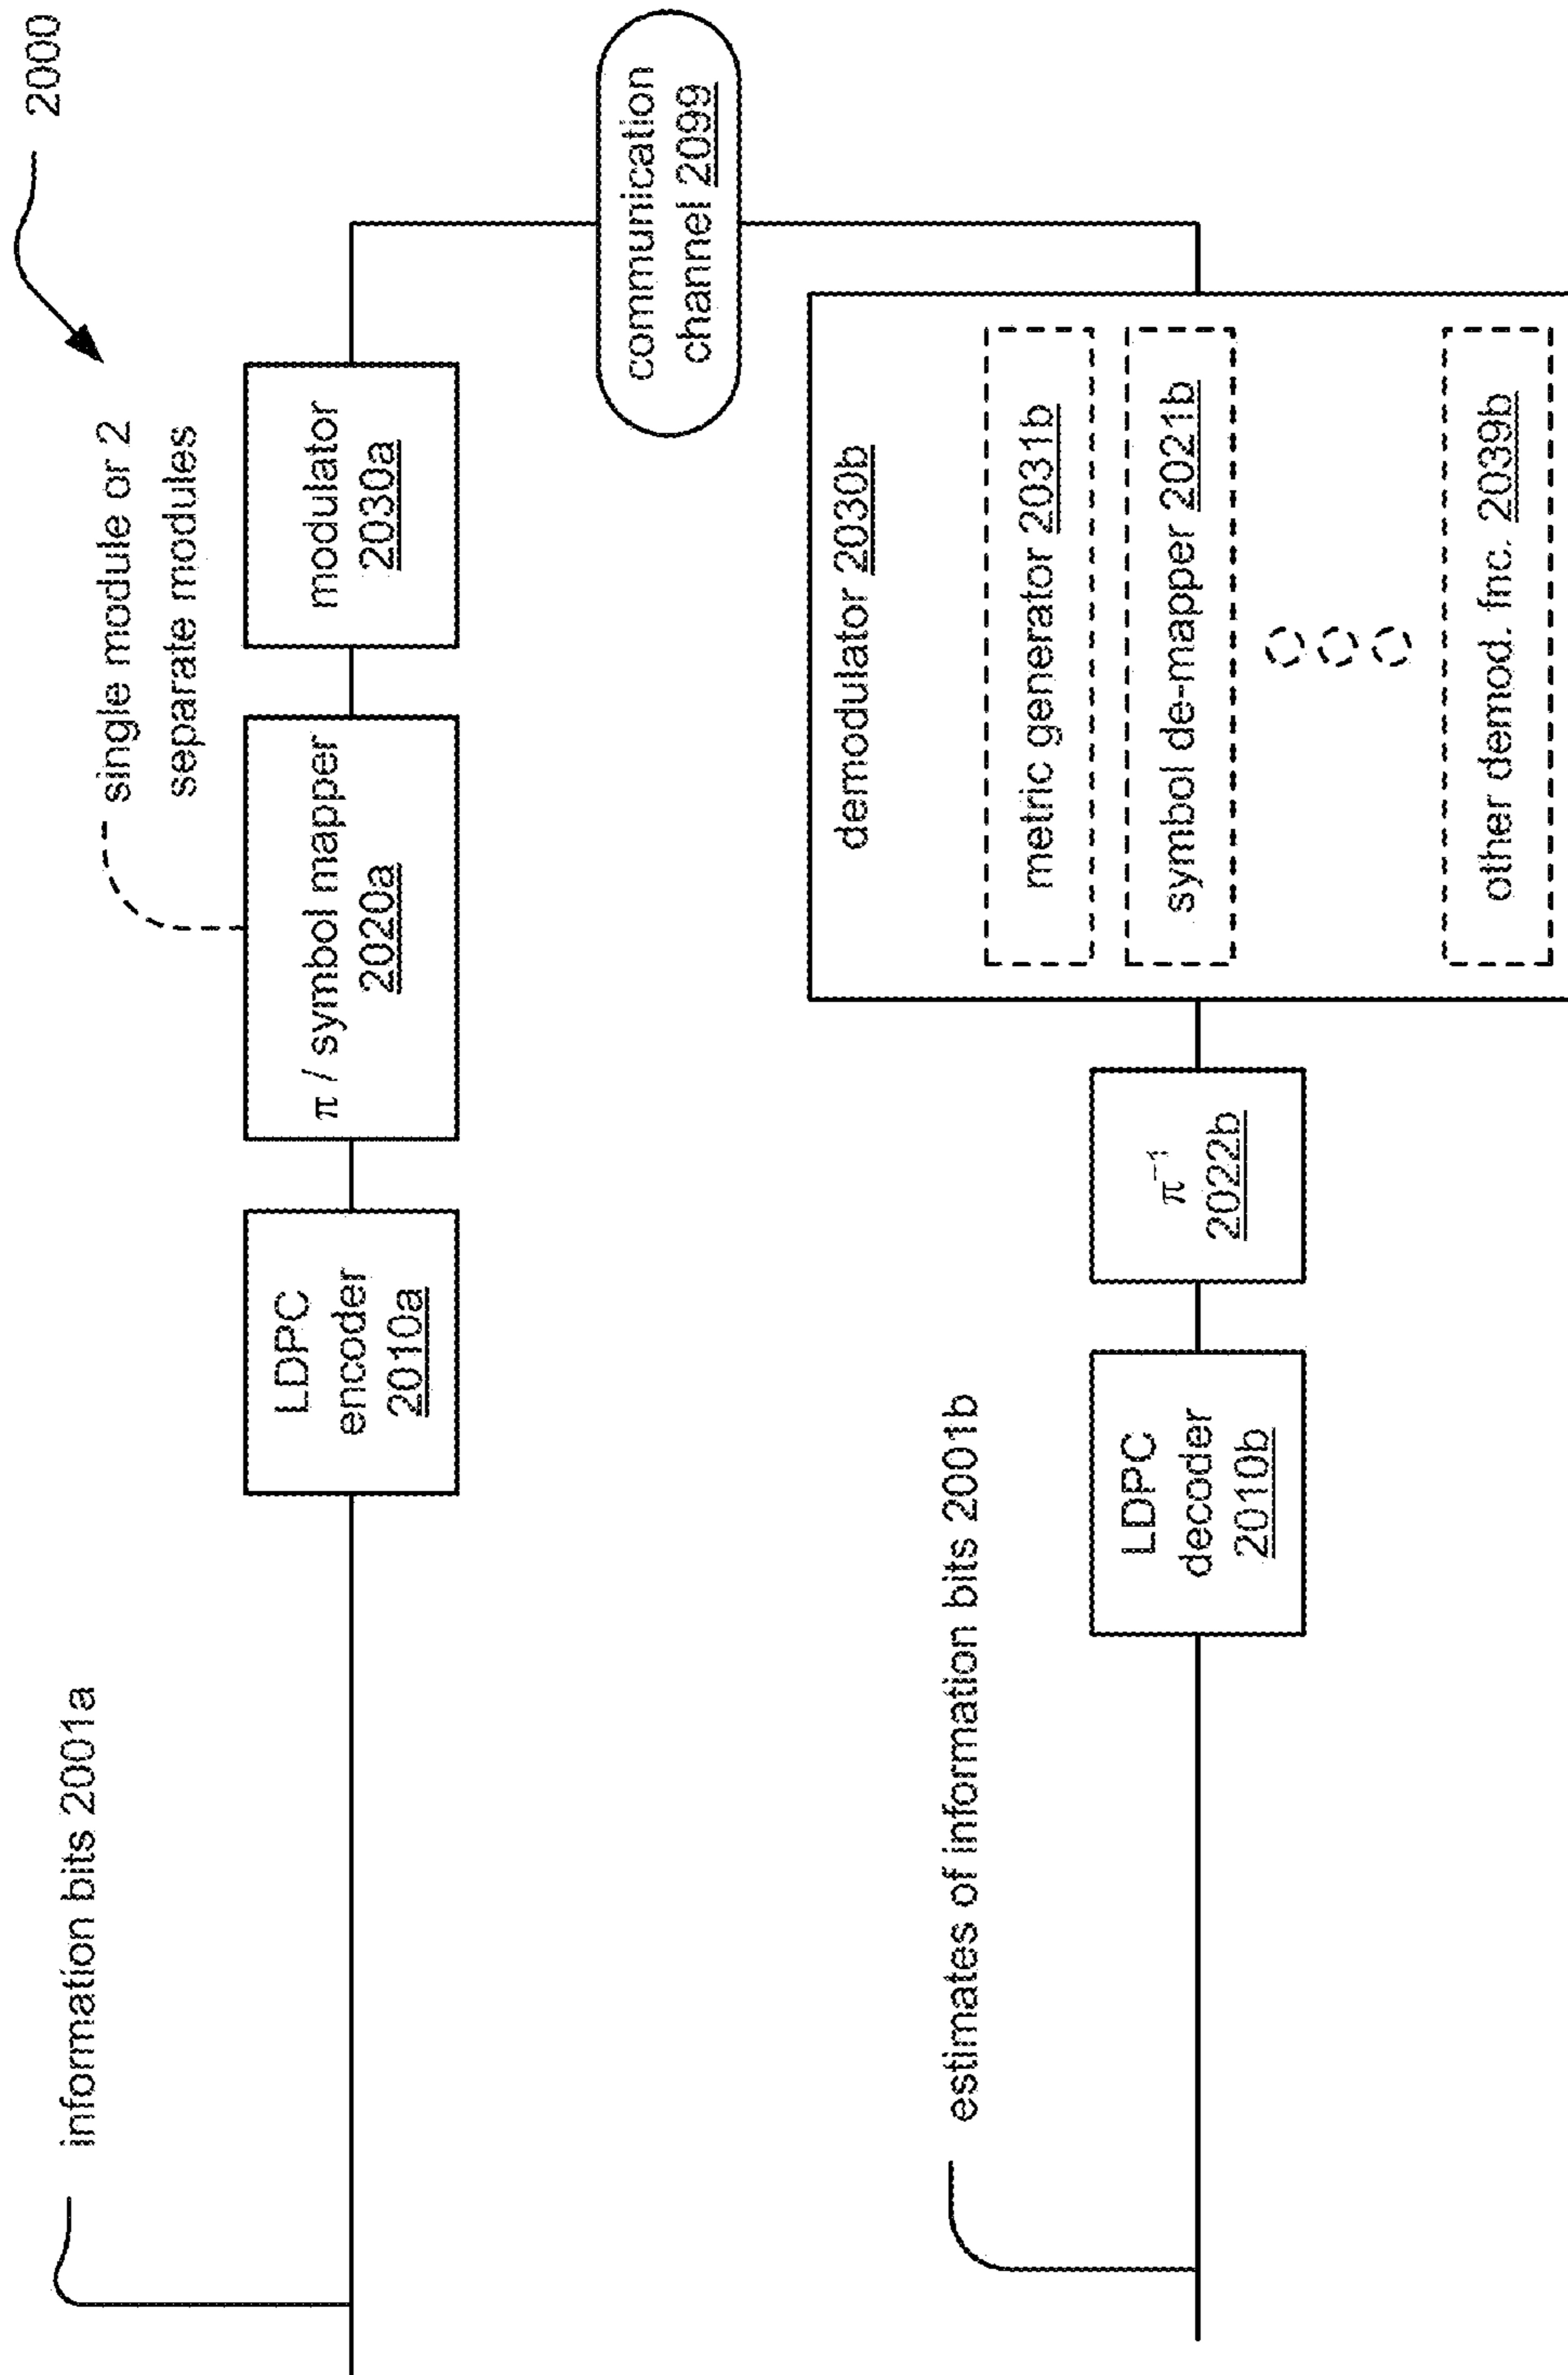 2000
single module or 2
separate modules
information bits 2001a
LDPC
encoder
2010a
π / symbol mapper
2020a
modulator
2030a
communication
channel 2099
estimates of information bits 2001b
LDPC
decoder
2010b
π⁻¹
2022b
demodulator 2030b
metric generator 2031b
symbol de-mapper 2021b
other demod. fnc. 2039b